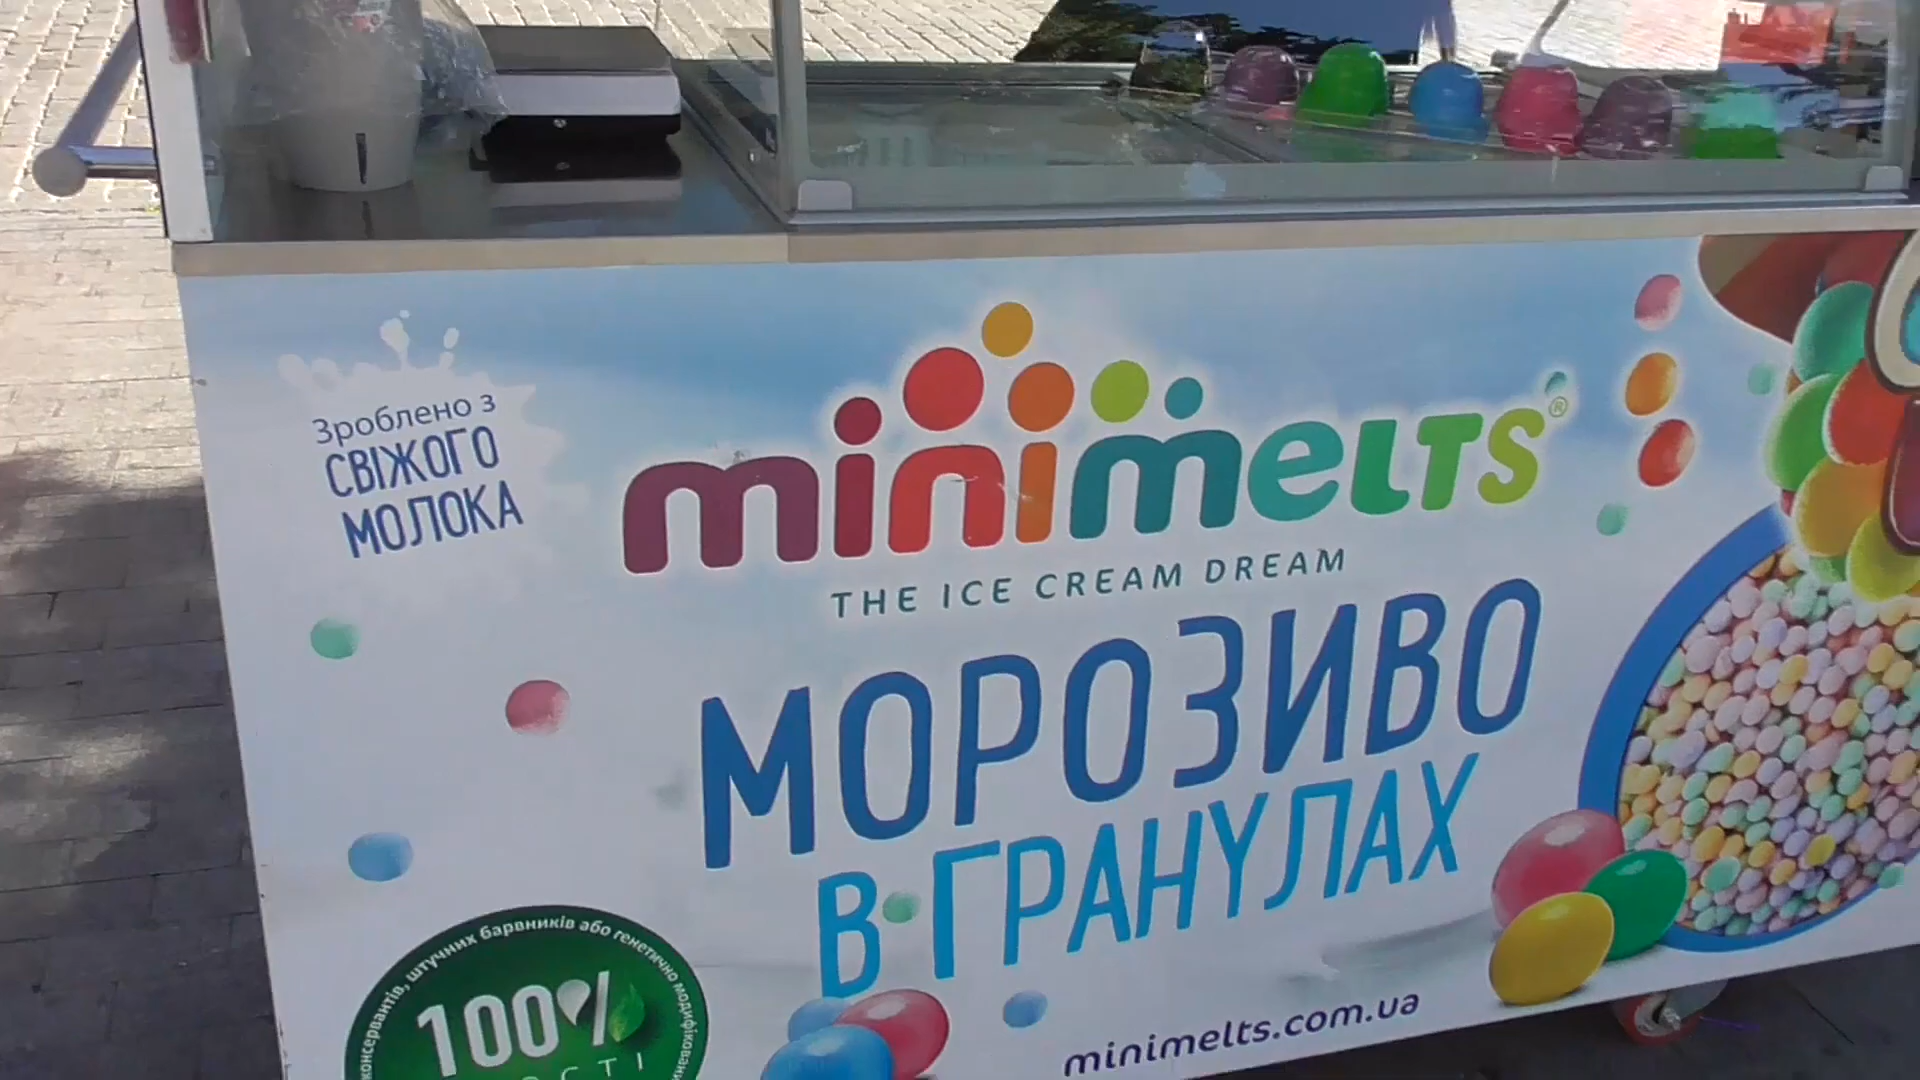 Зроблено з
СВІЖОГО
МОЛОКА
minimelts®
THE ICE CREAM DREAM
МОРОЗИВО
В ГРАНУЛАХ
консервантів, штучних барвників або генетично
100%
minimelts.com.ua